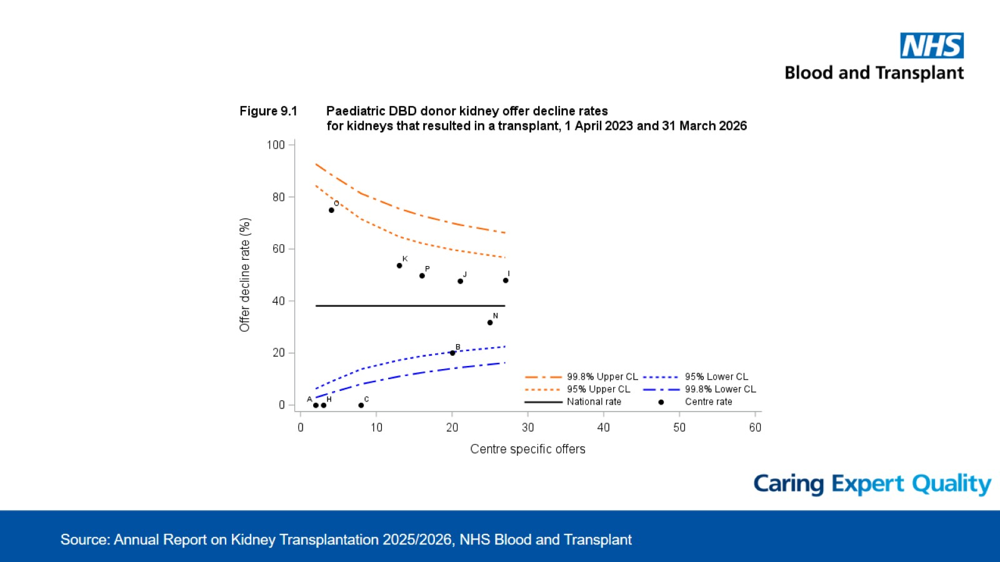 NHS
Blood and Transplant
Figure 9.1 Paediatric DBD donor kidney offer decline rates
for kidneys that resulted in a transplant, 1 April 2023 and 31 March 2026
Offer decline rate (%)
100
80
60
40
20
0
O
K
P
J
I
N
B
A
H
C
99.8% Upper CL
95% Lower CL
95% Upper CL
99.8% Lower CL
National rate
Centre rate
0 10 20 30 40 50 60
Centre specific offers
Caring Expert Quality
Source: Annual Report on Kidney Transplantation 2025/2026, NHS Blood and Transplant